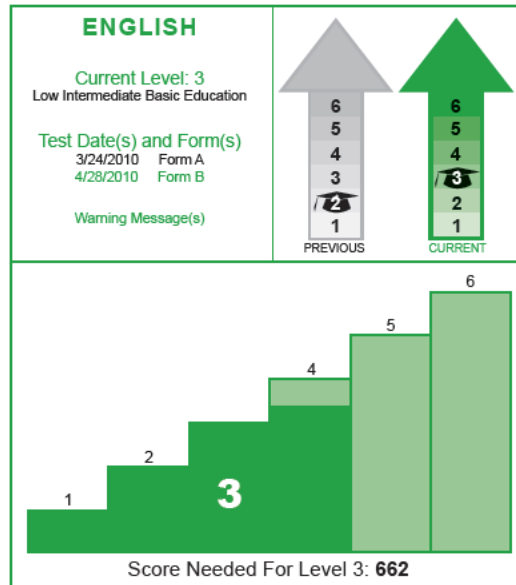 ENGLISH
Current Level: 3
Low Intermediate Basic Education
Test Date(s) and Form(s)
3/24/2010 Form A
4/28/2010 Form B
Warning Message(s)
6
5
4
3
2
1
PREVIOUS
6
5
4
3
2
1
CURRENT
1
2
3
4
5
6
Score Needed For Level 3: 662